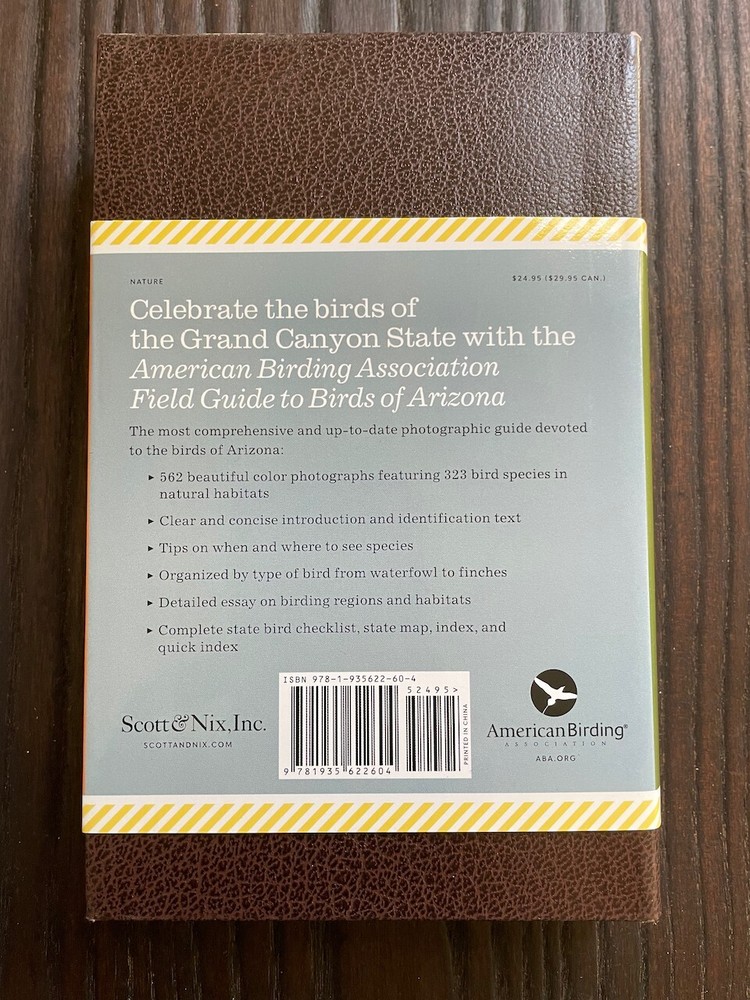 NATURE
$24.95 ($29.95 CAN.)
Celebrate the birds of
the Grand Canyon State with the
American Birding Association
Field Guide to Birds of Arizona
The most comprehensive and up-to-date photographic guide devoted
to the birds of Arizona:
▸ 562 beautiful color photographs featuring 323 bird species in
natural habitats
▸ Clear and concise introduction and identification text
▸ Tips on when and where to see species
▸ Organized by type of bird from waterfowl to finches
▸ Detailed essay on birding regions and habitats
▸ Complete state bird checklist, state map, index, and
quick index
Scott & Nix, Inc.
SCOTTANDNIX.COM
ISBN 978-1-935622-60-4
52495>
9 781935 622604
PRINTED IN CHINA
American Birding®
ASSOCIATION
ABA.ORG